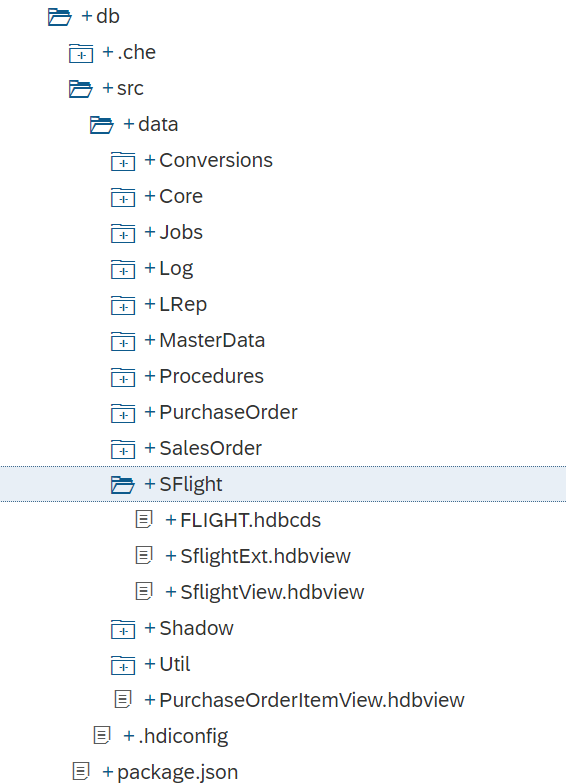 + db
+ .che
+ src
+ data
+ Conversions
+ Core
+ Jobs
+ Log
+ LRep
+ MasterData
+ Procedures
+ PurchaseOrder
+ SalesOrder
+ SFlight
+ FLIGHT.hdbcds
+ SflightExt.hdbview
+ SflightView.hdbview
+ Shadow
+ Util
+ PurchaseOrderItemView.hdbview
+ .hdiconfig
+ package.json